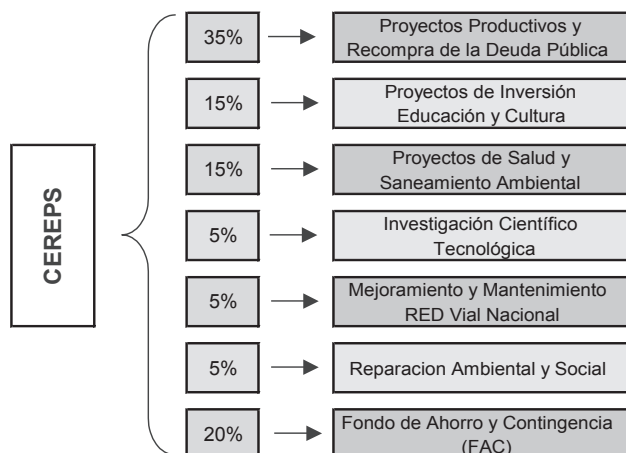 CEREPS
35%
Proyectos Productivos y
Recompra de la Deuda Pública
15%
Proyectos de Inversión
Educación y Cultura
15%
Proyectos de Salud y
Saneamiento Ambiental
5%
Investigación Científico
Tecnológica
5%
Mejoramiento y Mantenimiento
RED Vial Nacional
5%
Reparacion Ambiental y Social
20%
Fondo de Ahorro y Contingencia
(FAC)